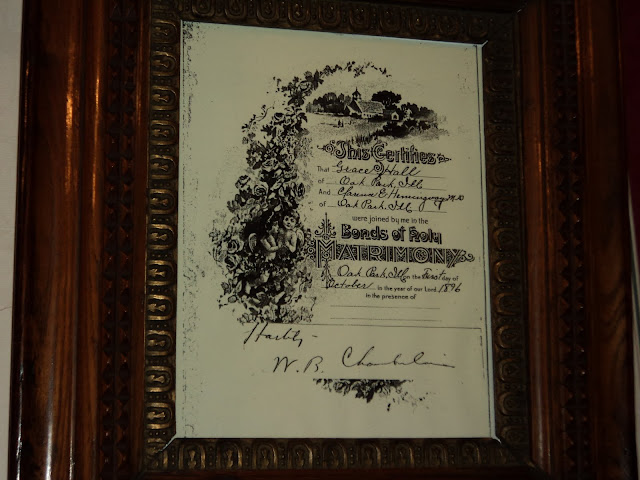 This Certifies
That Grace Hall
of Oak Park, Ill
And Clarence E Hemingway M.D
of Oak Park, Ill
were joined by me in the
Bonds of Holy
MATRIMONY
Oak Park, Ill on the First day of
October in the year of our Lord 1896
in the presence of
W. B. Chamberlain